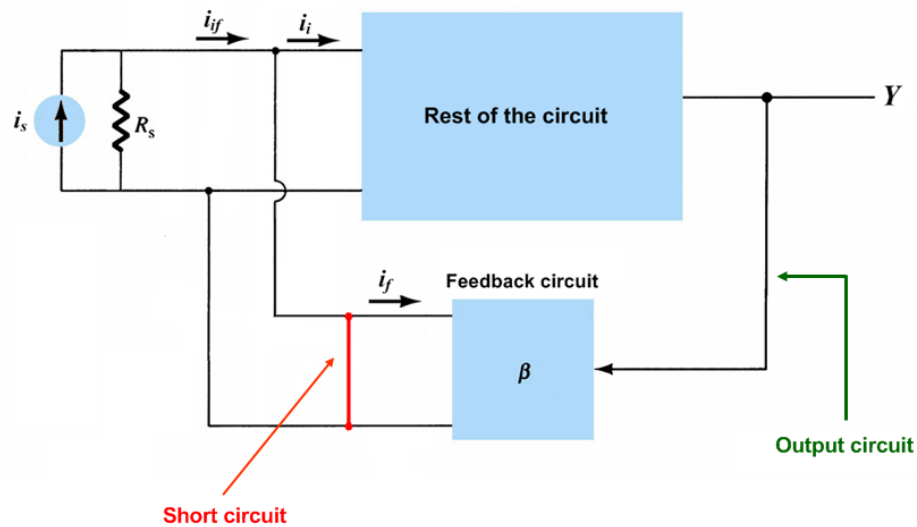 i_if
i_i
Rest of the circuit
Y
i_s
R_s
i_f
Feedback circuit
β
Output circuit
Short circuit